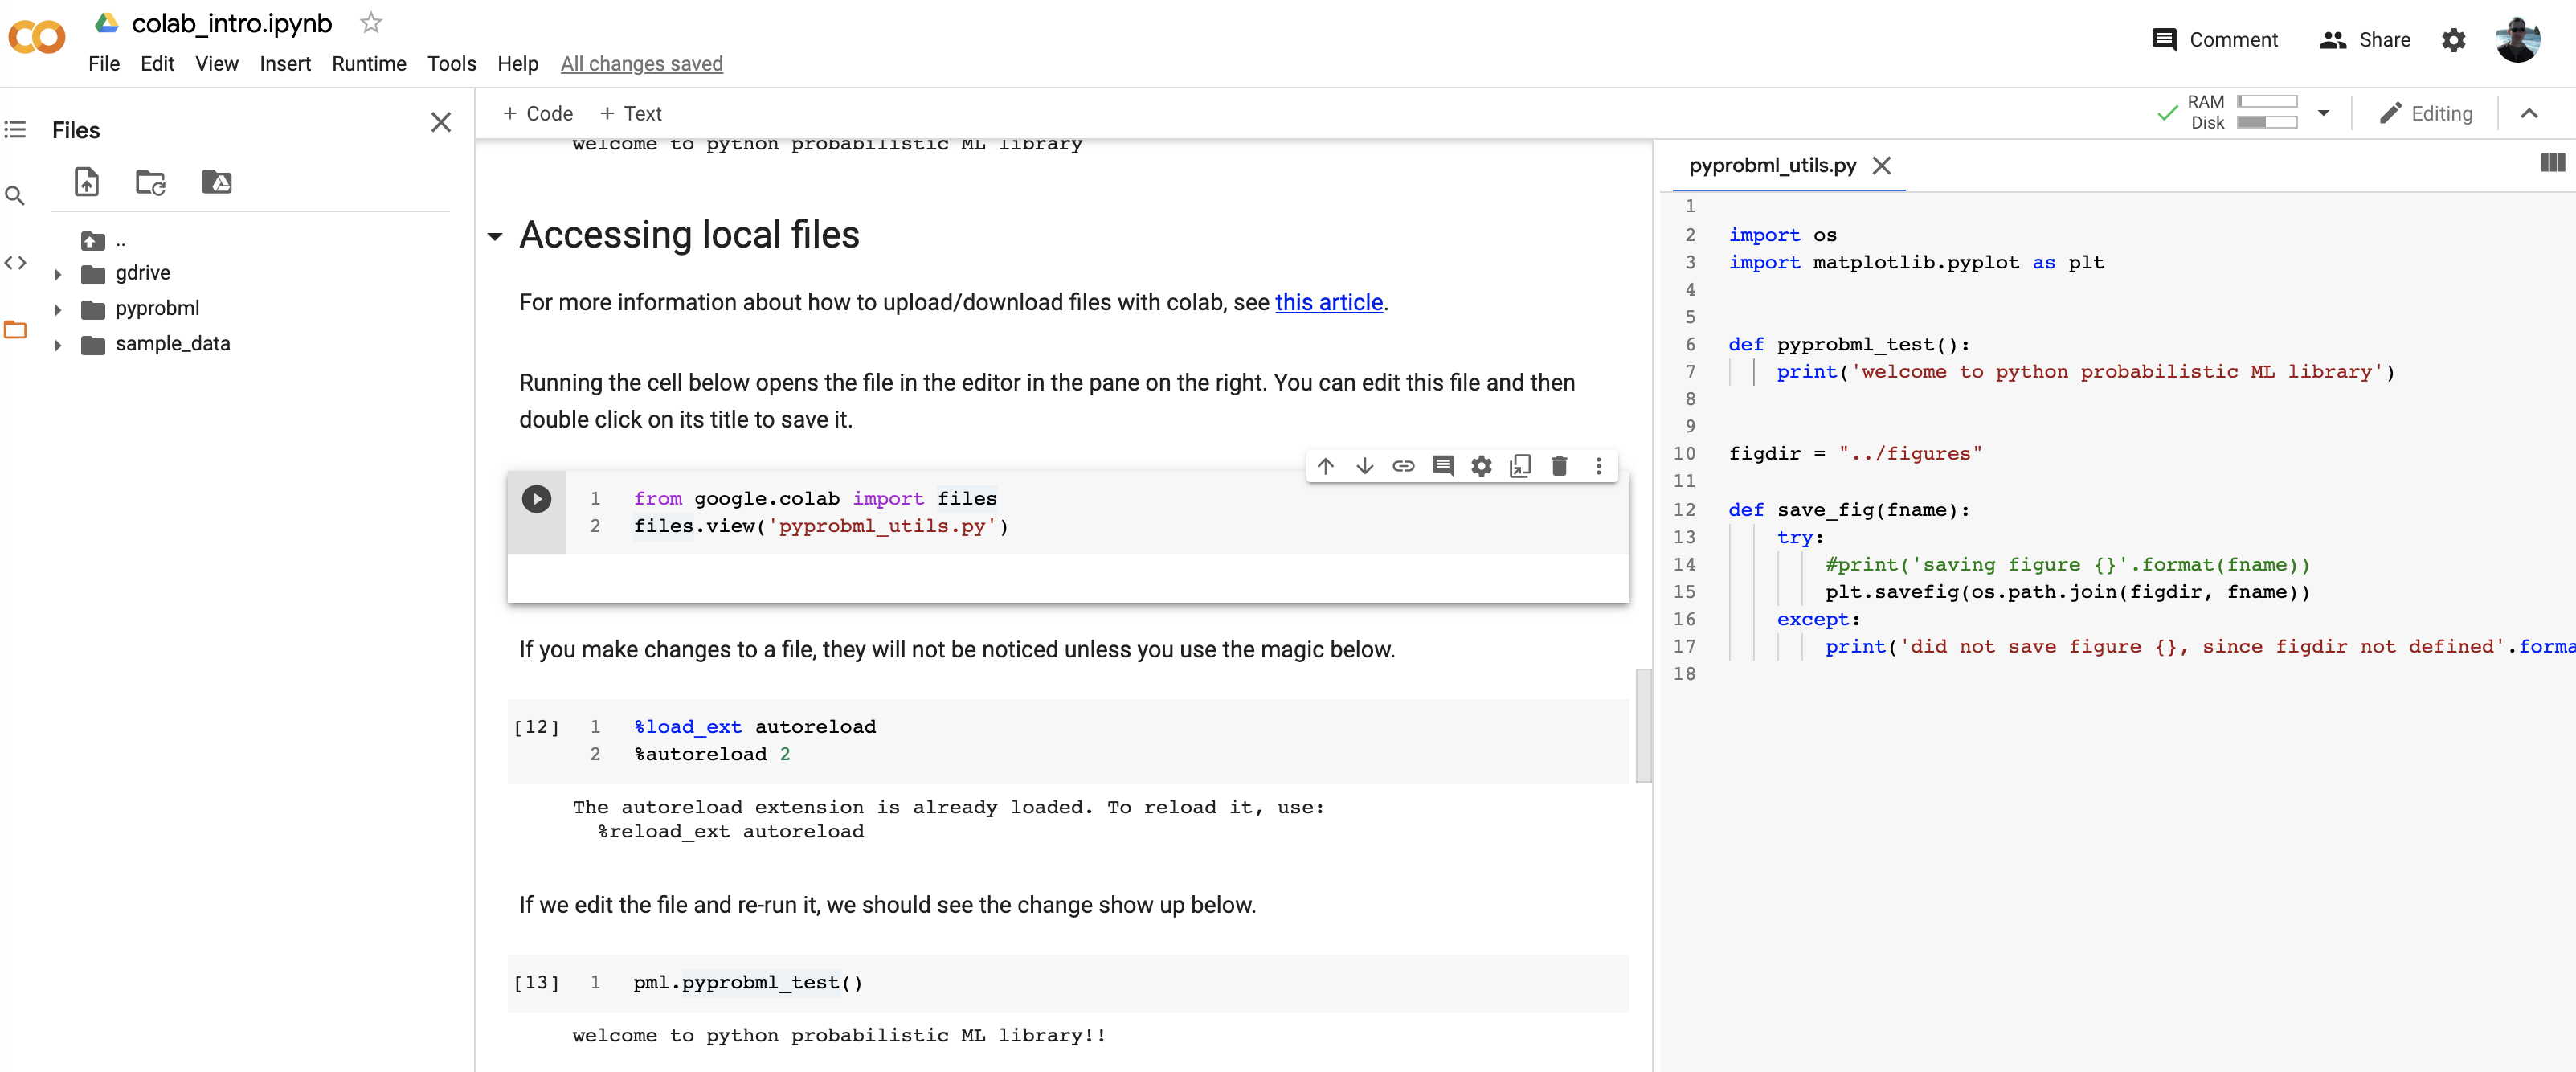 colab_intro.ipynb
File Edit View Insert Runtime Tools Help All changes saved
Comment Share
Files
..
gdrive
pyprobml
sample_data
+ Code + Text
RAM
Disk
Editing
welcome to python probabilistic ML library
Accessing local files
For more information about how to upload/download files with colab, see this article.
Running the cell below opens the file in the editor in the pane on the right. You can edit this file and then
double click on its title to save it.
1 from google.colab import files
2 files.view('pyprobml_utils.py')
If you make changes to a file, they will not be noticed unless you use the magic below.
[12] 1 %load_ext autoreload
2 %autoreload 2
The autoreload extension is already loaded. To reload it, use:
%reload_ext autoreload
If we edit the file and re-run it, we should see the change show up below.
[13] 1 pml.pyprobml_test()
welcome to python probabilistic ML library!!
pyprobml_utils.py
1
2 import os
3 import matplotlib.pyplot as plt
4
5
6 def pyprobml_test():
7 print('welcome to python probabilistic ML library')
8
9
10 figdir = "../figures"
11
12 def save_fig(fname):
13 try:
14 #print('saving figure {}'.format(fname))
15 plt.savefig(os.path.join(figdir, fname))
16 except:
17 print('did not save figure {}, since figdir not defined'.forma
18